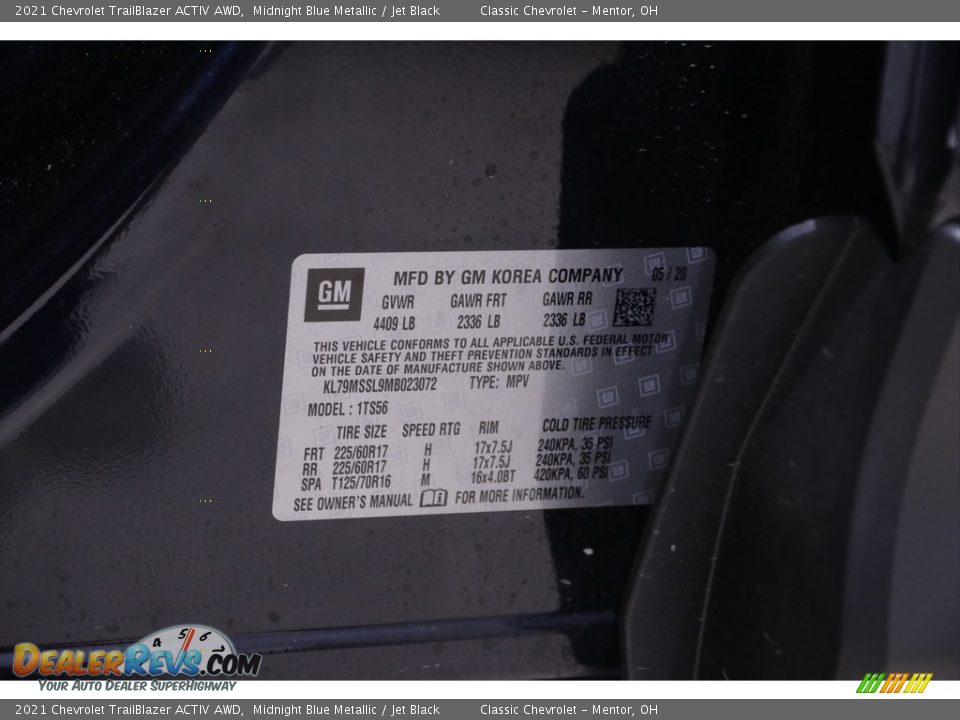 2021 Chevrolet TrailBlazer ACTIV AWD, Midnight Blue Metallic / Jet Black Classic Chevrolet - Mentor, OH
GM MFD BY GM KOREA COMPANY 05 / 20
GVWR GAWR FRT GAWR RR
4409 LB 2336 LB 2336 LB
THIS VEHICLE CONFORMS TO ALL APPLICABLE U.S. FEDERAL MOTOR
VEHICLE SAFETY AND THEFT PREVENTION STANDARDS IN EFFECT
ON THE DATE OF MANUFACTURE SHOWN ABOVE.
KL79MSSL9MB023072 TYPE: MPV
MODEL : 1TS56
TIRE SIZE SPEED RTG RIM COLD TIRE PRESSURE
FRT 225/60R17 H 17x7.5J 240KPA, 35 PSI
RR 225/60R17 H 17x7.5J 240KPA, 35 PSI
SPA T125/70R16 M 16x4.0BT 420KPA, 60 PSI
SEE OWNER'S MANUAL FOR MORE INFORMATION.
4 5 6
DEALERREVS.COM
YOUR AUTO DEALER SUPERHIGHWAY
2021 Chevrolet TrailBlazer ACTIV AWD, Midnight Blue Metallic / Jet Black Classic Chevrolet - Mentor, OH